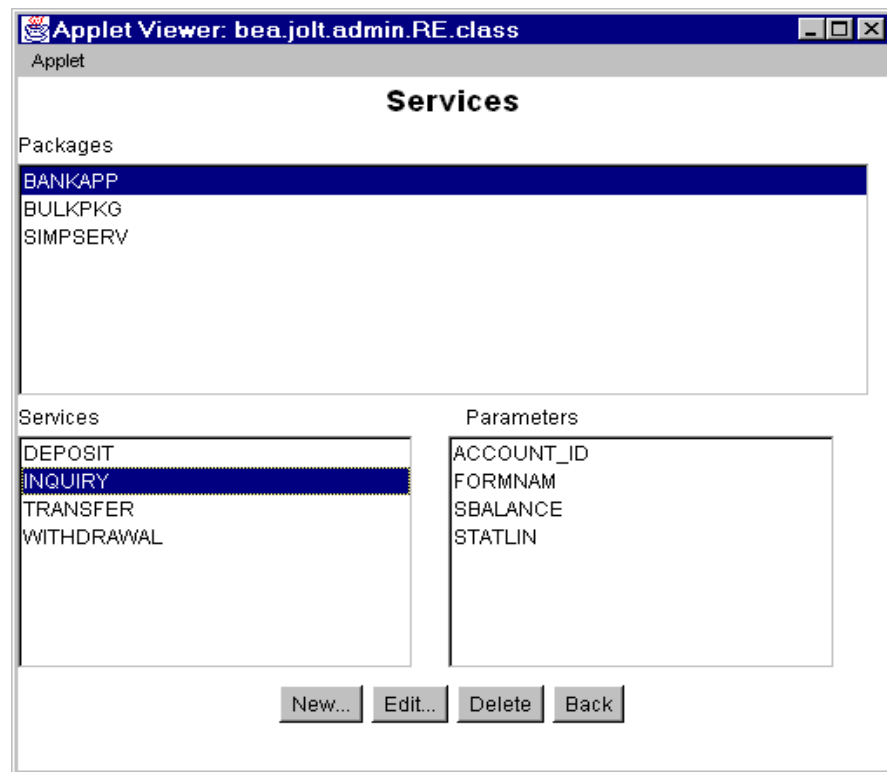 Applet Viewer: bea.jolt.admin.RE.class
Applet
Services
Packages
BANKAPP
BULKPKG
SIMPSERV
Services
DEPOSIT
INQUIRY
TRANSFER
WITHDRAWAL
Parameters
ACCOUNT_ID
FORMNAM
SBALANCE
STATLIN
New... Edit... Delete Back